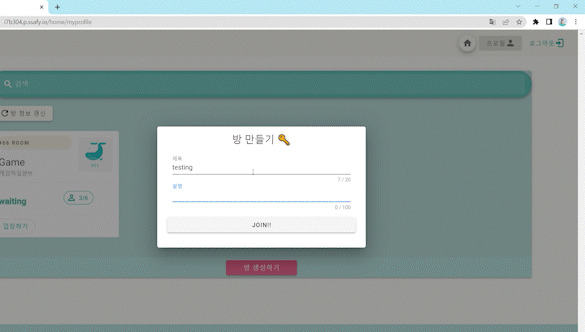 i7b304.p.ssafy.io/home/myprofile
프로필
로그아웃
검색
방 정보 갱신
466 ROOM
Game
waiting
3/6
입장하기
방 만들기
제목
testing
7 / 20
설명
0 / 100
JOIN!!
방 생성하기